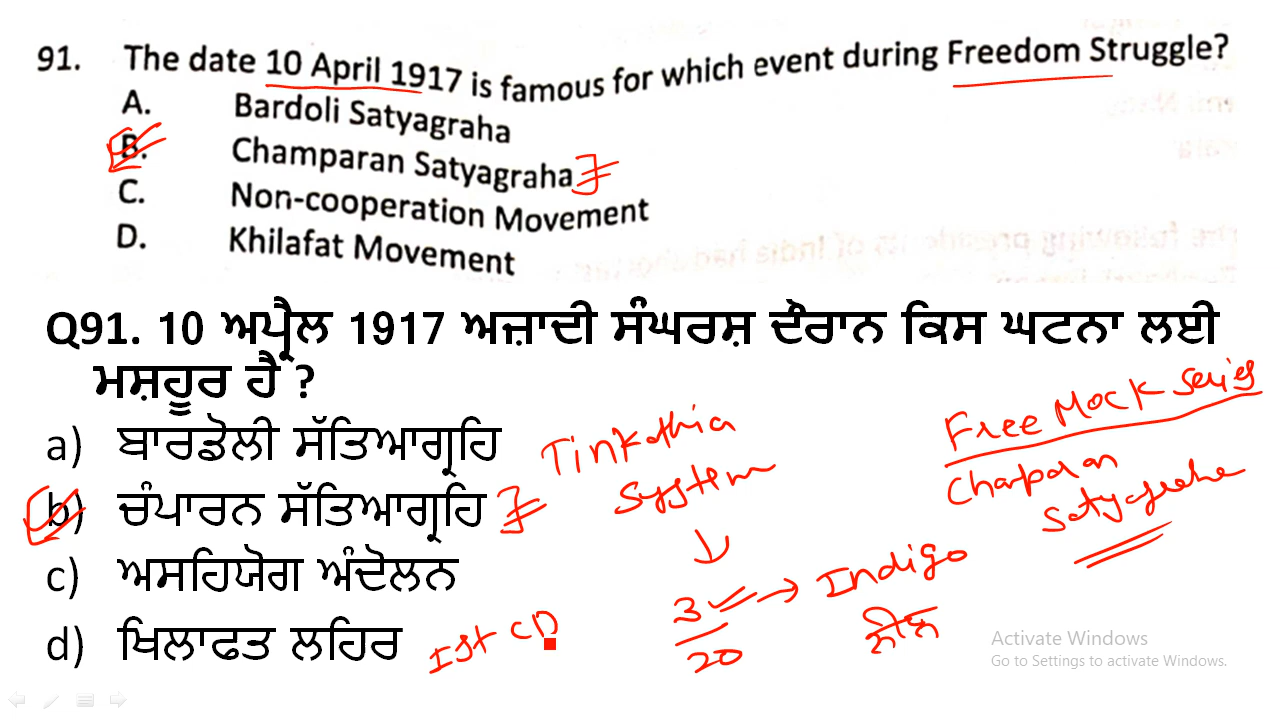 91. The date 10 April 1917 is famous for which event during Freedom Struggle?
A. Bardoli Satyagraha
B. Champaran Satyagraha
C. Non-cooperation Movement
D. Khilafat Movement
Q91. 10 ਅਪ੍ਰੈਲ 1917 ਅਜ਼ਾਦੀ ਸੰਘਰਸ਼ ਦੌਰਾਨ ਕਿਸ ਘਟਨਾ ਲਈ
ਮਸ਼ਹੂਰ ਹੈ ?
a) ਬਾਰਡੋਲੀ ਸੱਤਿਆਗ੍ਰਹਿ
b) ਚੰਪਾਰਨ ਸੱਤਿਆਗ੍ਰਹਿ
c) ਅਸਹਿਯੋਗ ਅੰਦੋਲਨ
d) ਖਿਲਾਫਤ ਲਹਿਰ
Tinkathia
System
3
20
Indigo
ਨੀਲ
Ist CD
Free Mock Series
Satyagraha
Activate Windows
Go to Settings to activate Windows.